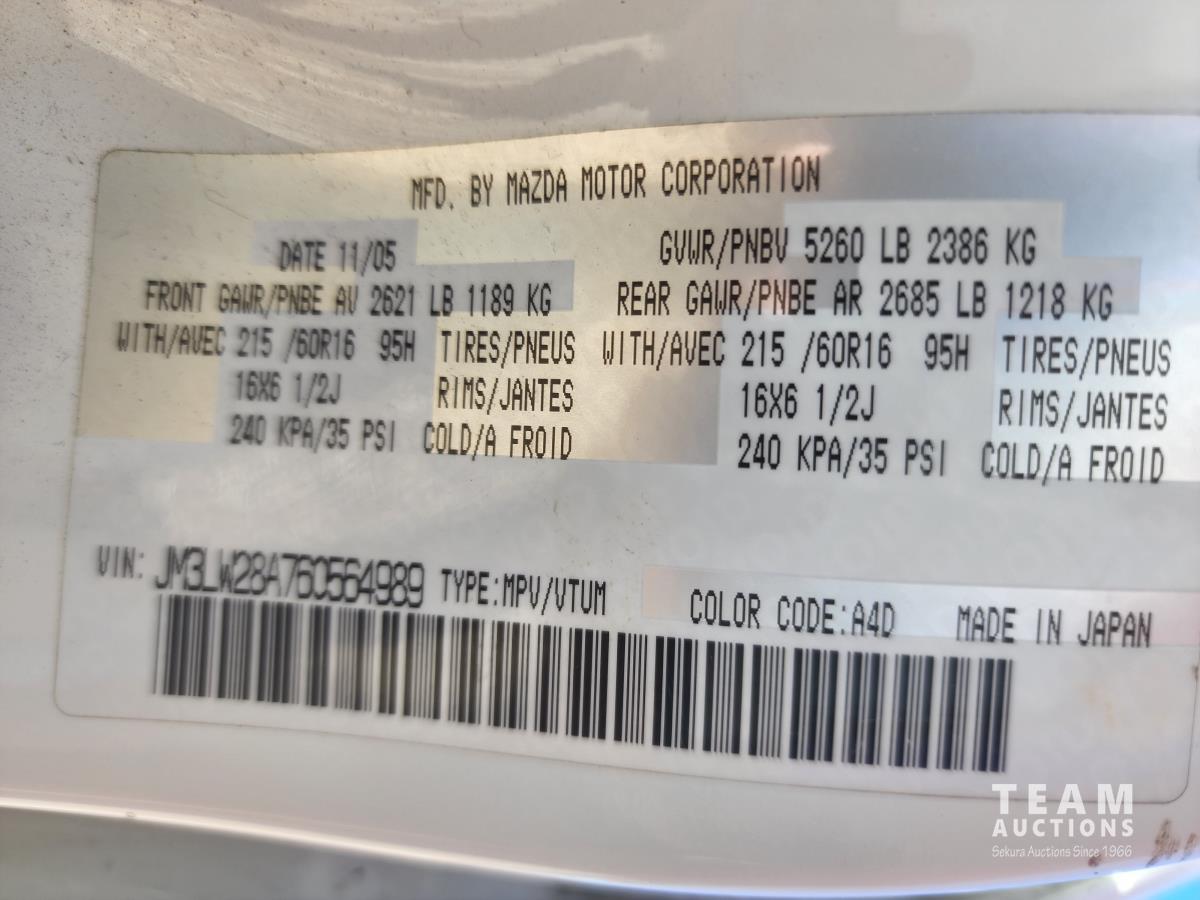 MFD. BY MAZDA MOTOR CORPORATION
DATE 11/05 GVWR/PNBV 5260 LB 2386 KG
FRONT GAWR/PNBE AV 2621 LB 1189 KG REAR GAWR/PNBE AR 2685 LB 1218 KG
WITH/AVEC 215 /60R16 95H TIRES/PNEUS WITH/AVEC 215 /60R16 95H TIRES/PNEUS
16X6 1/2J RIMS/JANTES 16X6 1/2J RIMS/JANTES
240 KPA/35 PSI COLD/A FROID 240 KPA/35 PSI COLD/A FROID
VIN: JM3LW28A760564989 TYPE:MPV/VTUM COLOR CODE:A4D MADE IN JAPAN
TEAM
AUCTIONS
Sekura Auctions Since 1966